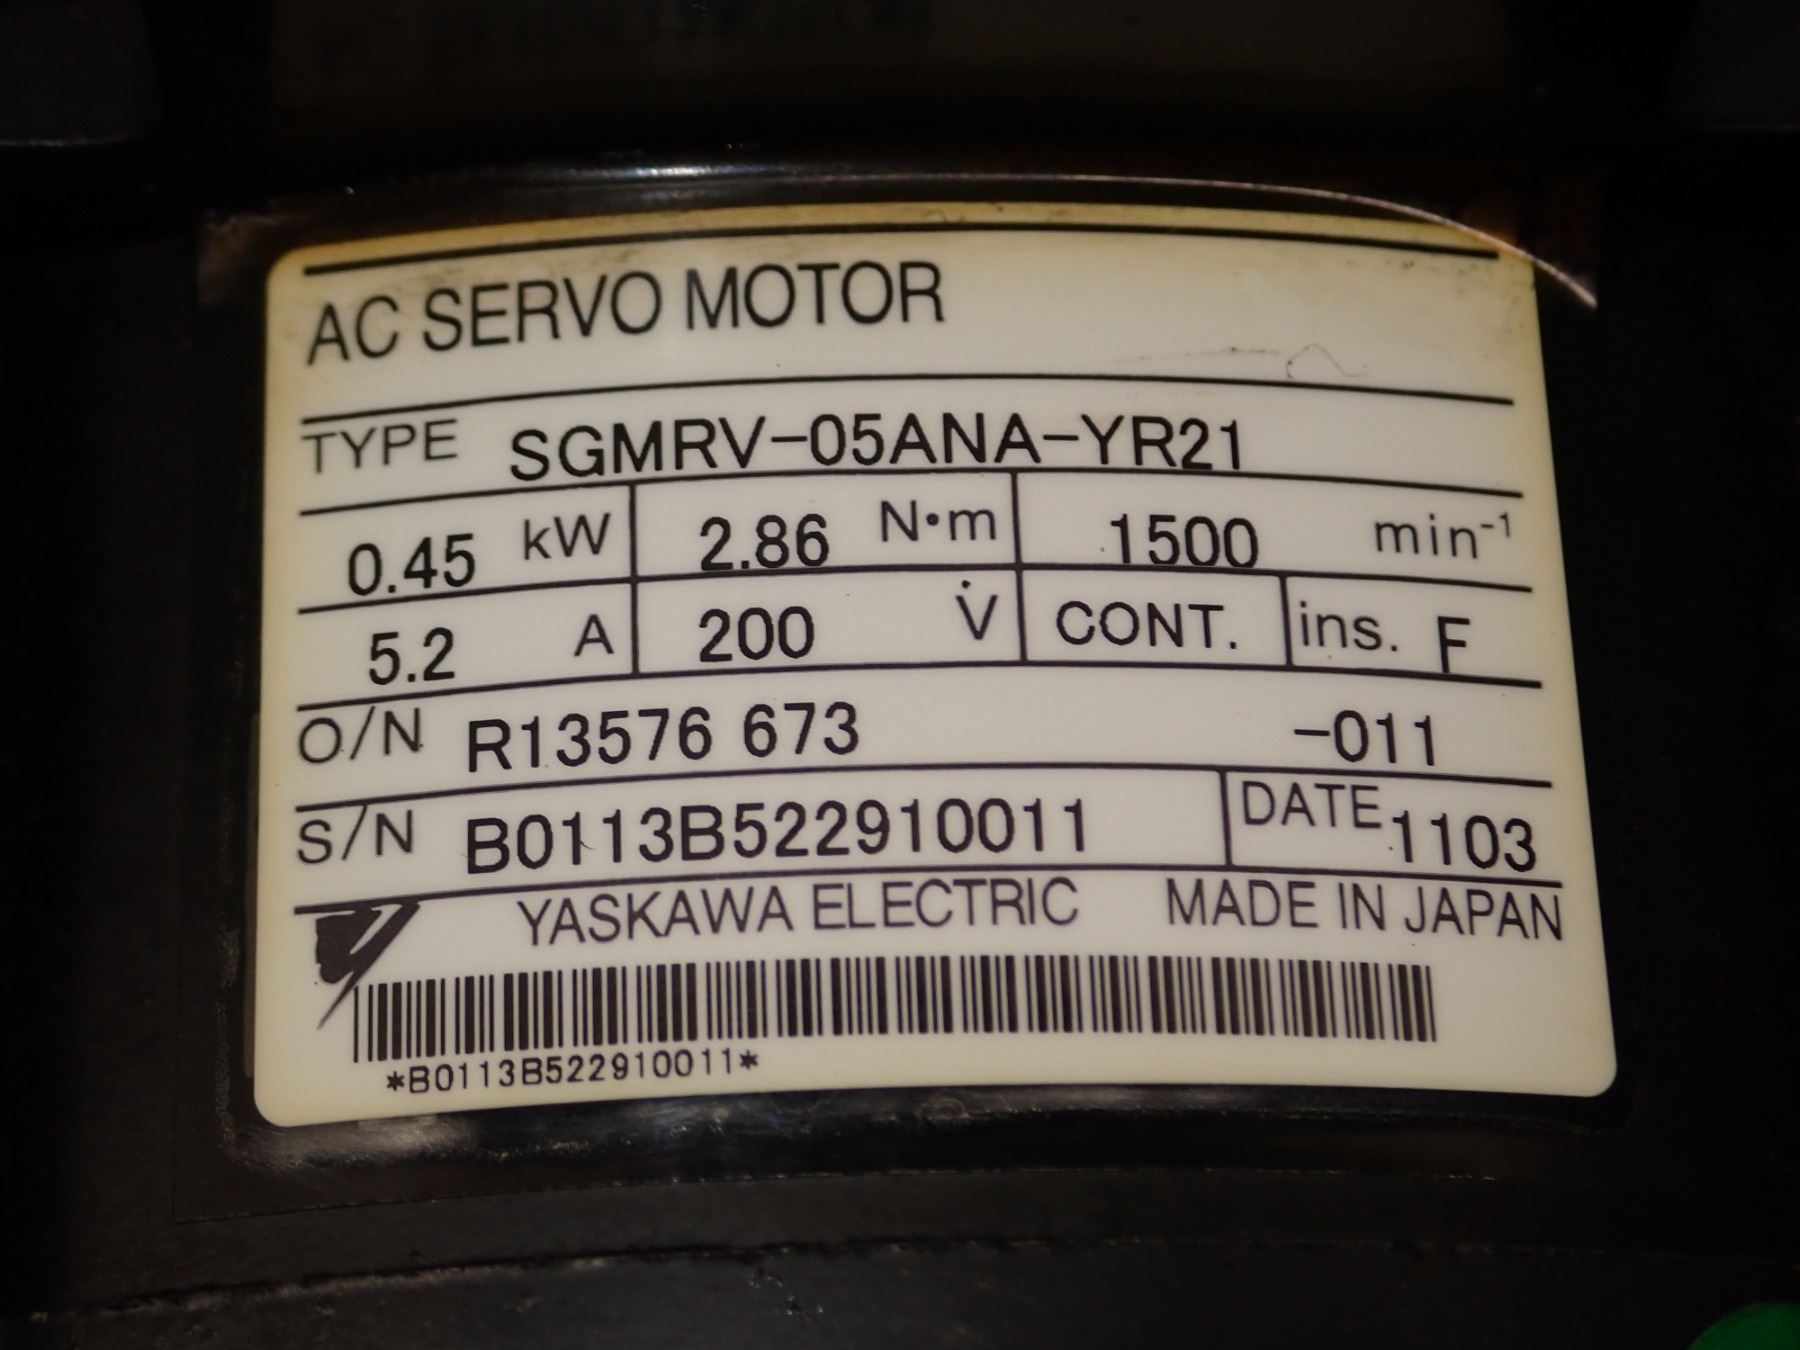 AC SERVO MOTOR
TYPE SGMRV-05ANA-YR21
0.45 kW 2.86 N•m 1500 min⁻¹
5.2 A 200 V CONT. ins. F
O/N R13576 673 -011
S/N B0113B522910011 DATE 1103
YASKAWA ELECTRIC MADE IN JAPAN
*B0113B522910011*